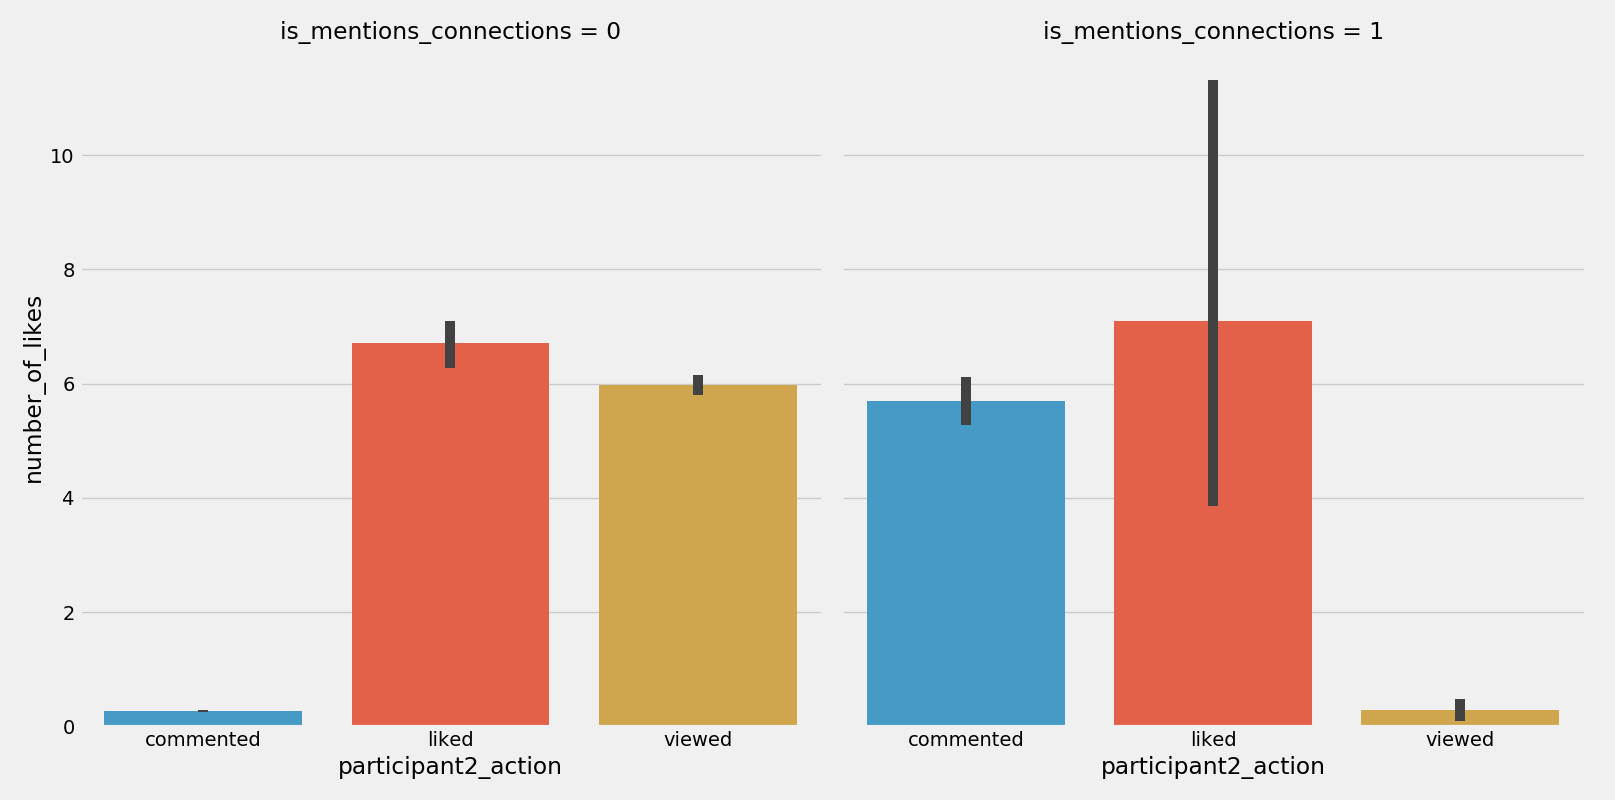 is_mentions_connections = 0
is_mentions_connections = 1
number_of_likes
10
8
6
4
2
0
commented liked viewed
commented liked viewed
participant2_action
participant2_action